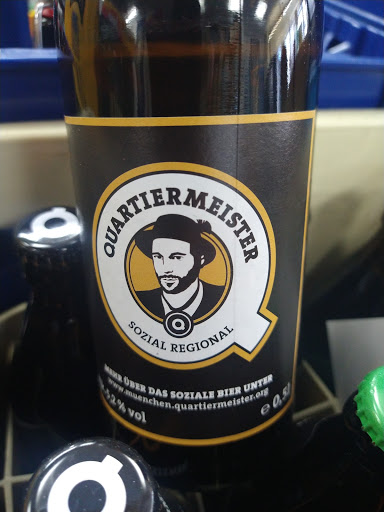 QUARTIERMEISTER
SOZIAL REGIONAL
MEHR ÜBER DAS SOZIALE BIER UNTER
www.muenchen.quartiermeister.org
5,2% vol
e 0,5l